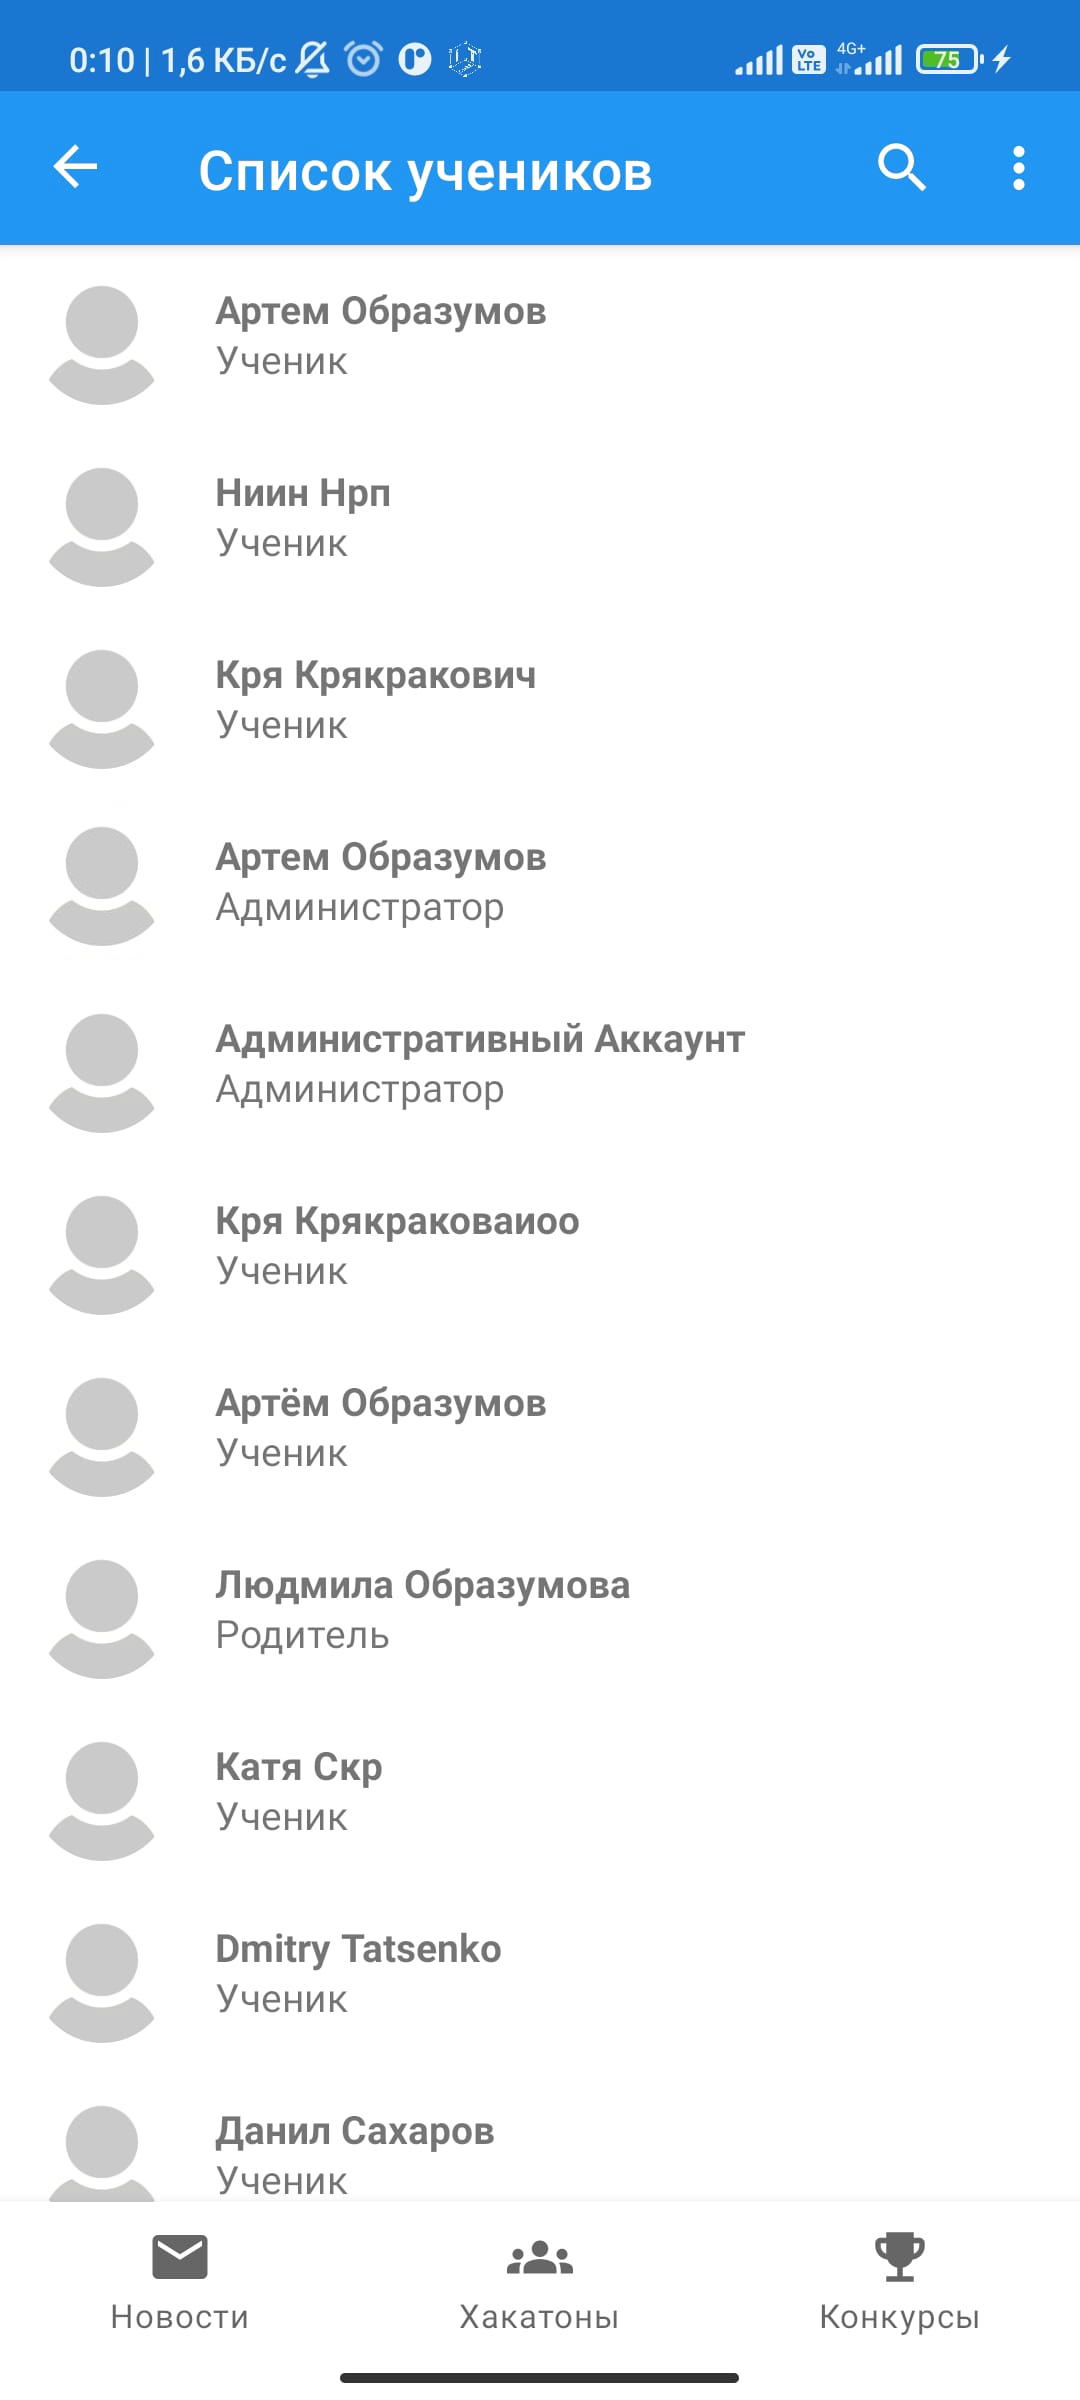 0:10 | 1,6 КБ/с Vo LTE 4G+ 75
Список учеников
Артем Образумов
Ученик
Ниин Нрп
Ученик
Кря Крякракович
Ученик
Артем Образумов
Администратор
Административный Аккаунт
Администратор
Кря Крякраковаиоо
Ученик
Артём Образумов
Ученик
Людмила Образумова
Родитель
Катя Скр
Ученик
Dmitry Tatsenko
Ученик
Данил Сахаров
Ученик
Новости Хакатоны Конкурсы